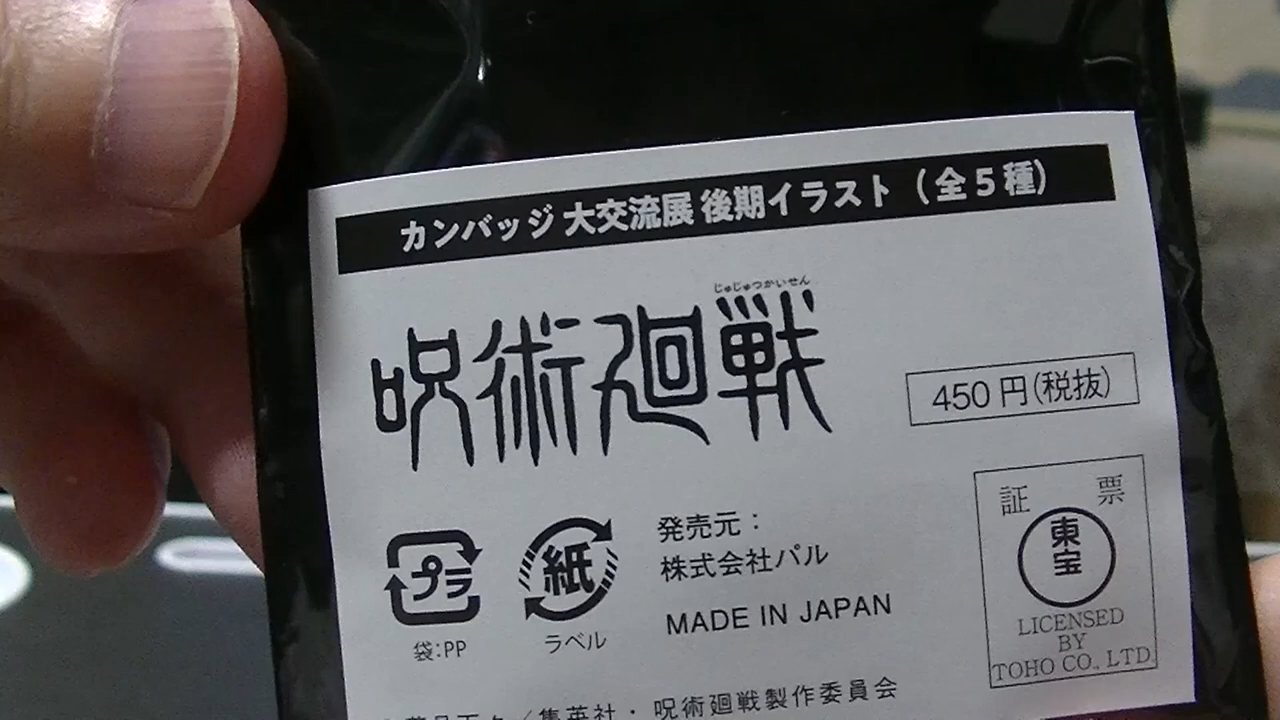 カンバッジ 大交流展 後期イラスト（全5種）
じゅじゅつかいせん
呪術廻戦
450円(税抜)
証 票
東宝
LICENSED
BY
TOHO CO., LTD
プラ
袋:PP
紙
ラベル
発売元：
株式会社パル
MADE IN JAPAN
／集英社・呪術廻戦製作委員会